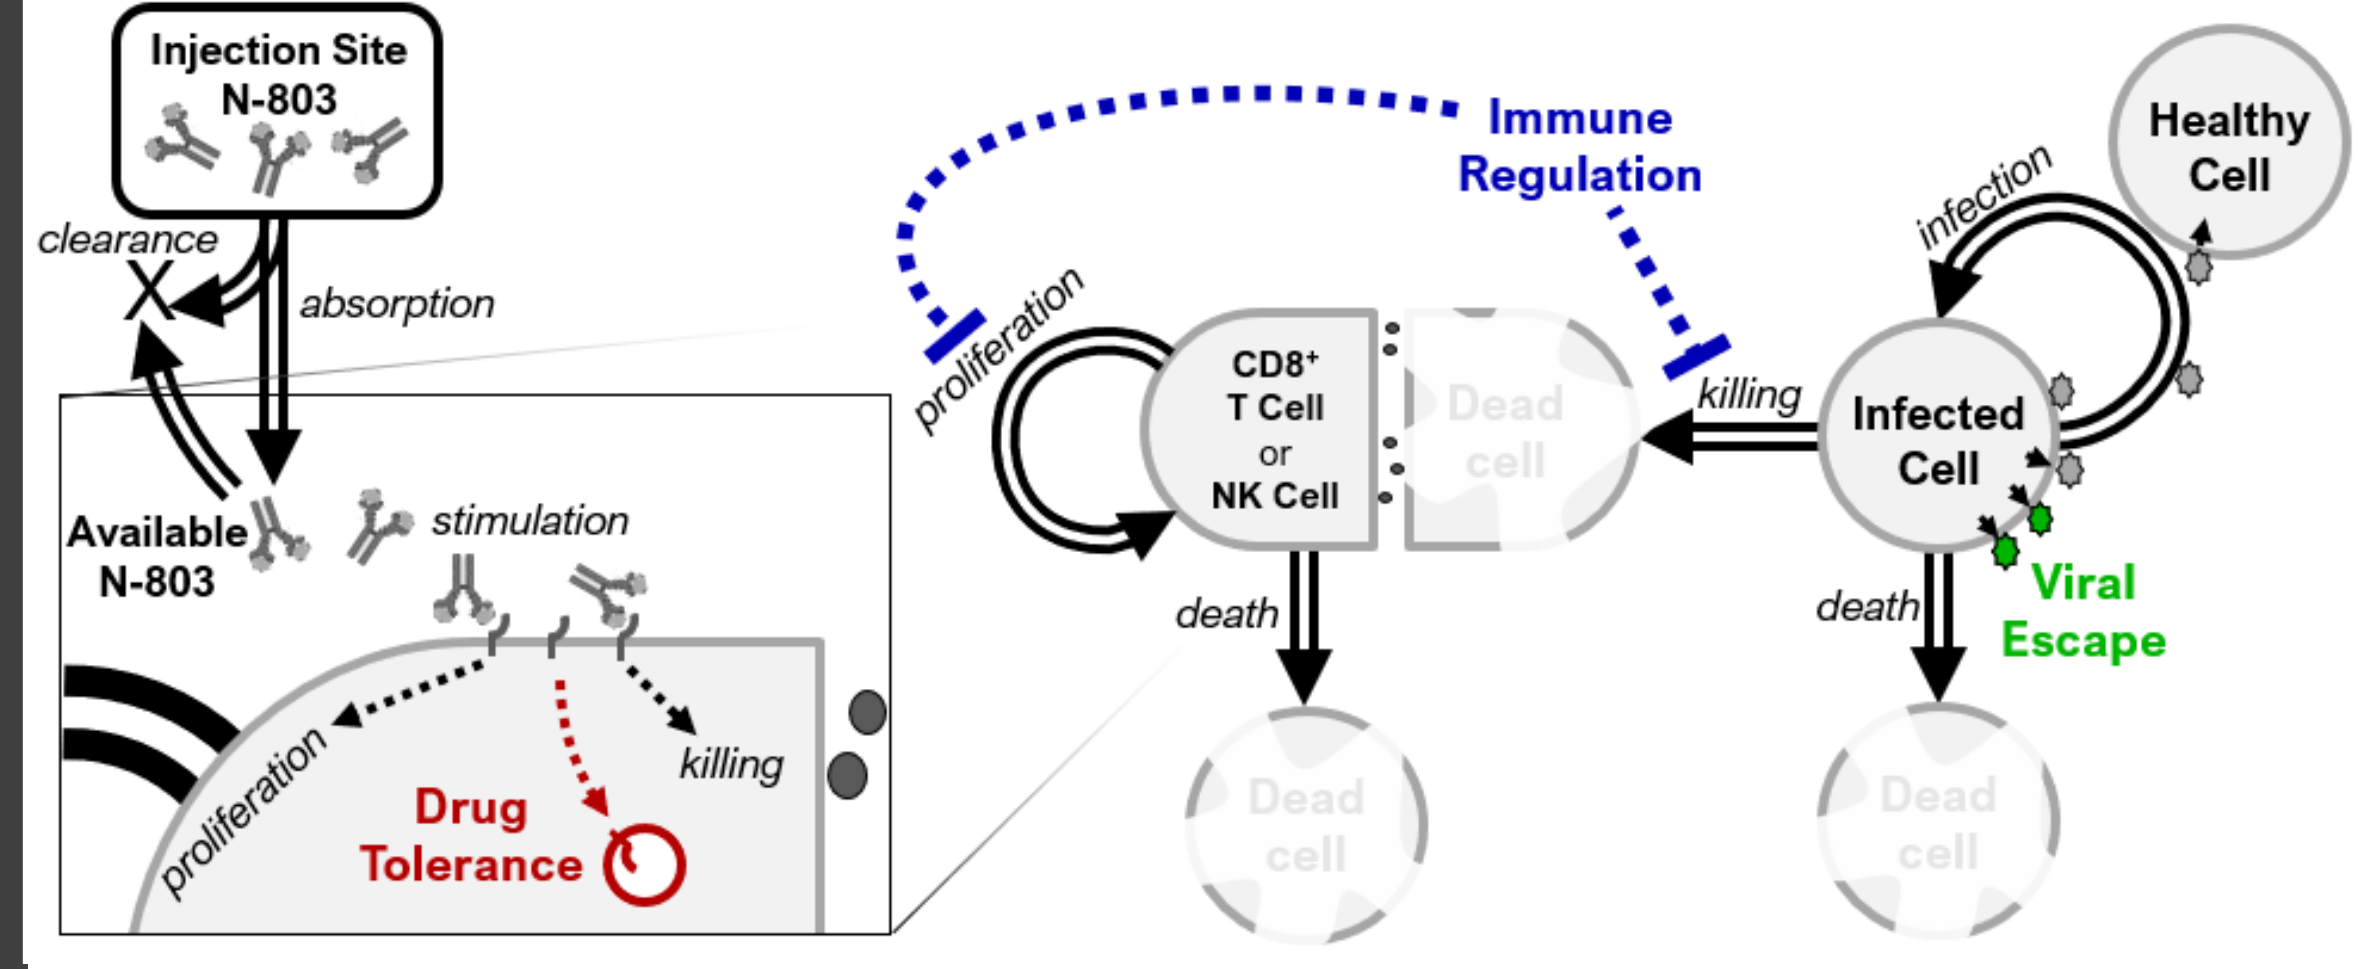 Injection Site
N-803
clearance
X
absorption
Available
N-803
stimulation
proliferation
killing
Drug
Tolerance
Immune
Regulation
proliferation
CD8⁺
T Cell
or
NK Cell
Dead
cell
killing
death
Dead
cell
infection
Healthy
Cell
Infected
Cell
Viral
Escape
death
Dead
cell